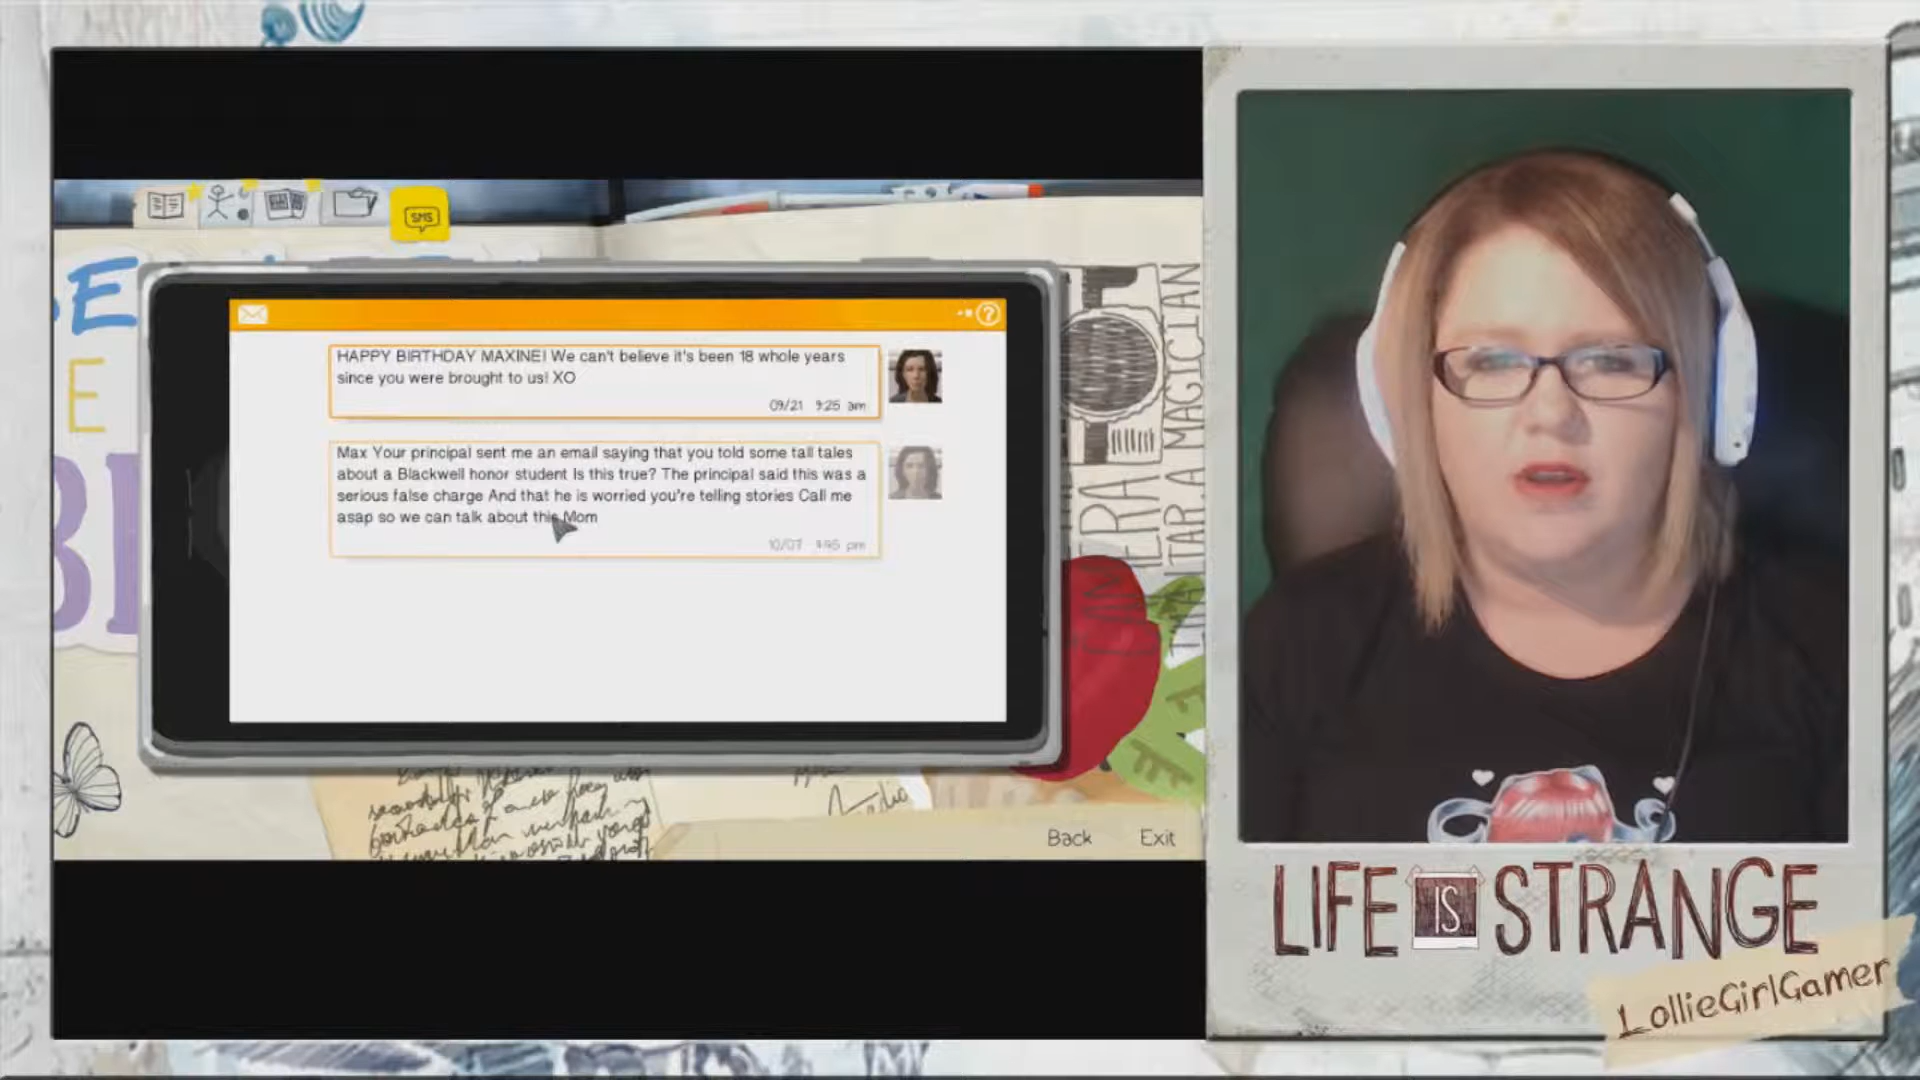 SMS
HAPPY BIRTHDAY MAXINE! We can't believe it's been 18 whole years
since you were brought to us! XO
09/21 9:25 am
Max Your principal sent me an email saying that you told some tall tales
about a Blackwell honor student Is this true? The principal said this was a
serious false charge And that he is worried you're telling stories Call me
asap so we can talk about this Mom
10/07
Back Exit
LIFE IS STRANGE
LollieGirlGamer